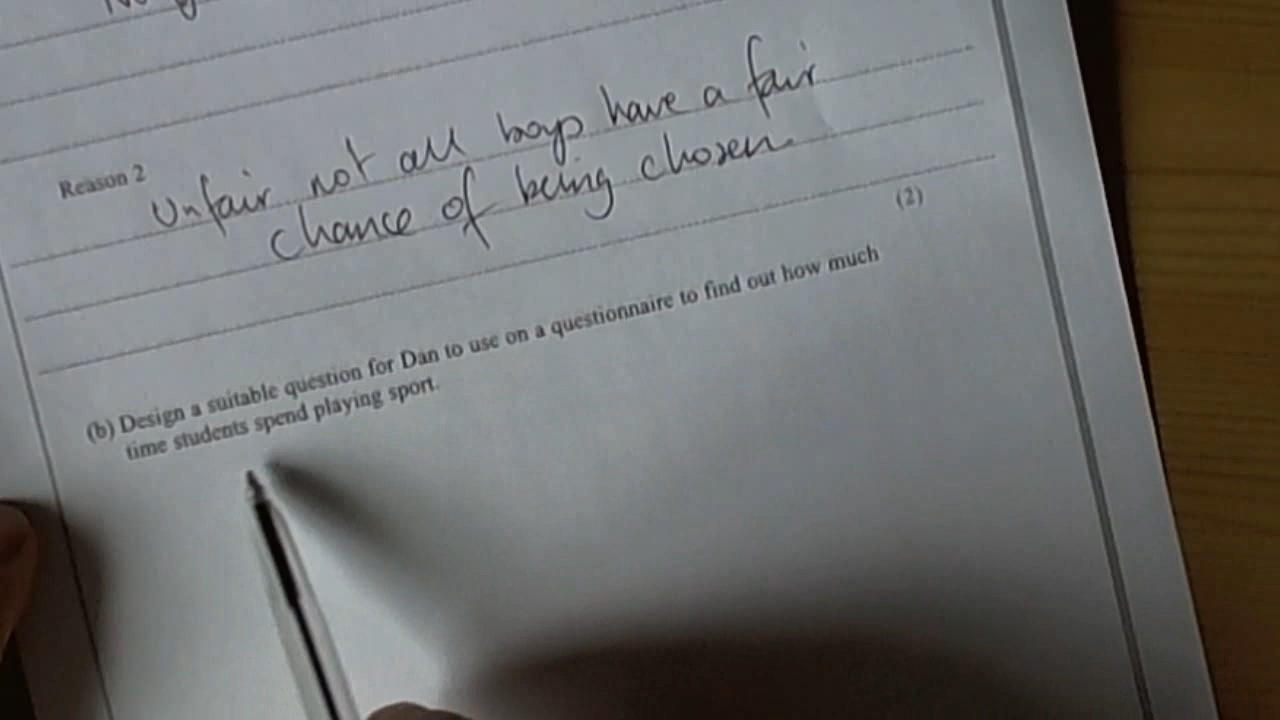 Reason 2
Unfair not all boys have a fair
chance of being chosen.
(2)
(b) Design a suitable question for Dan to use on a questionnaire to find out how much
time students spend playing sport.